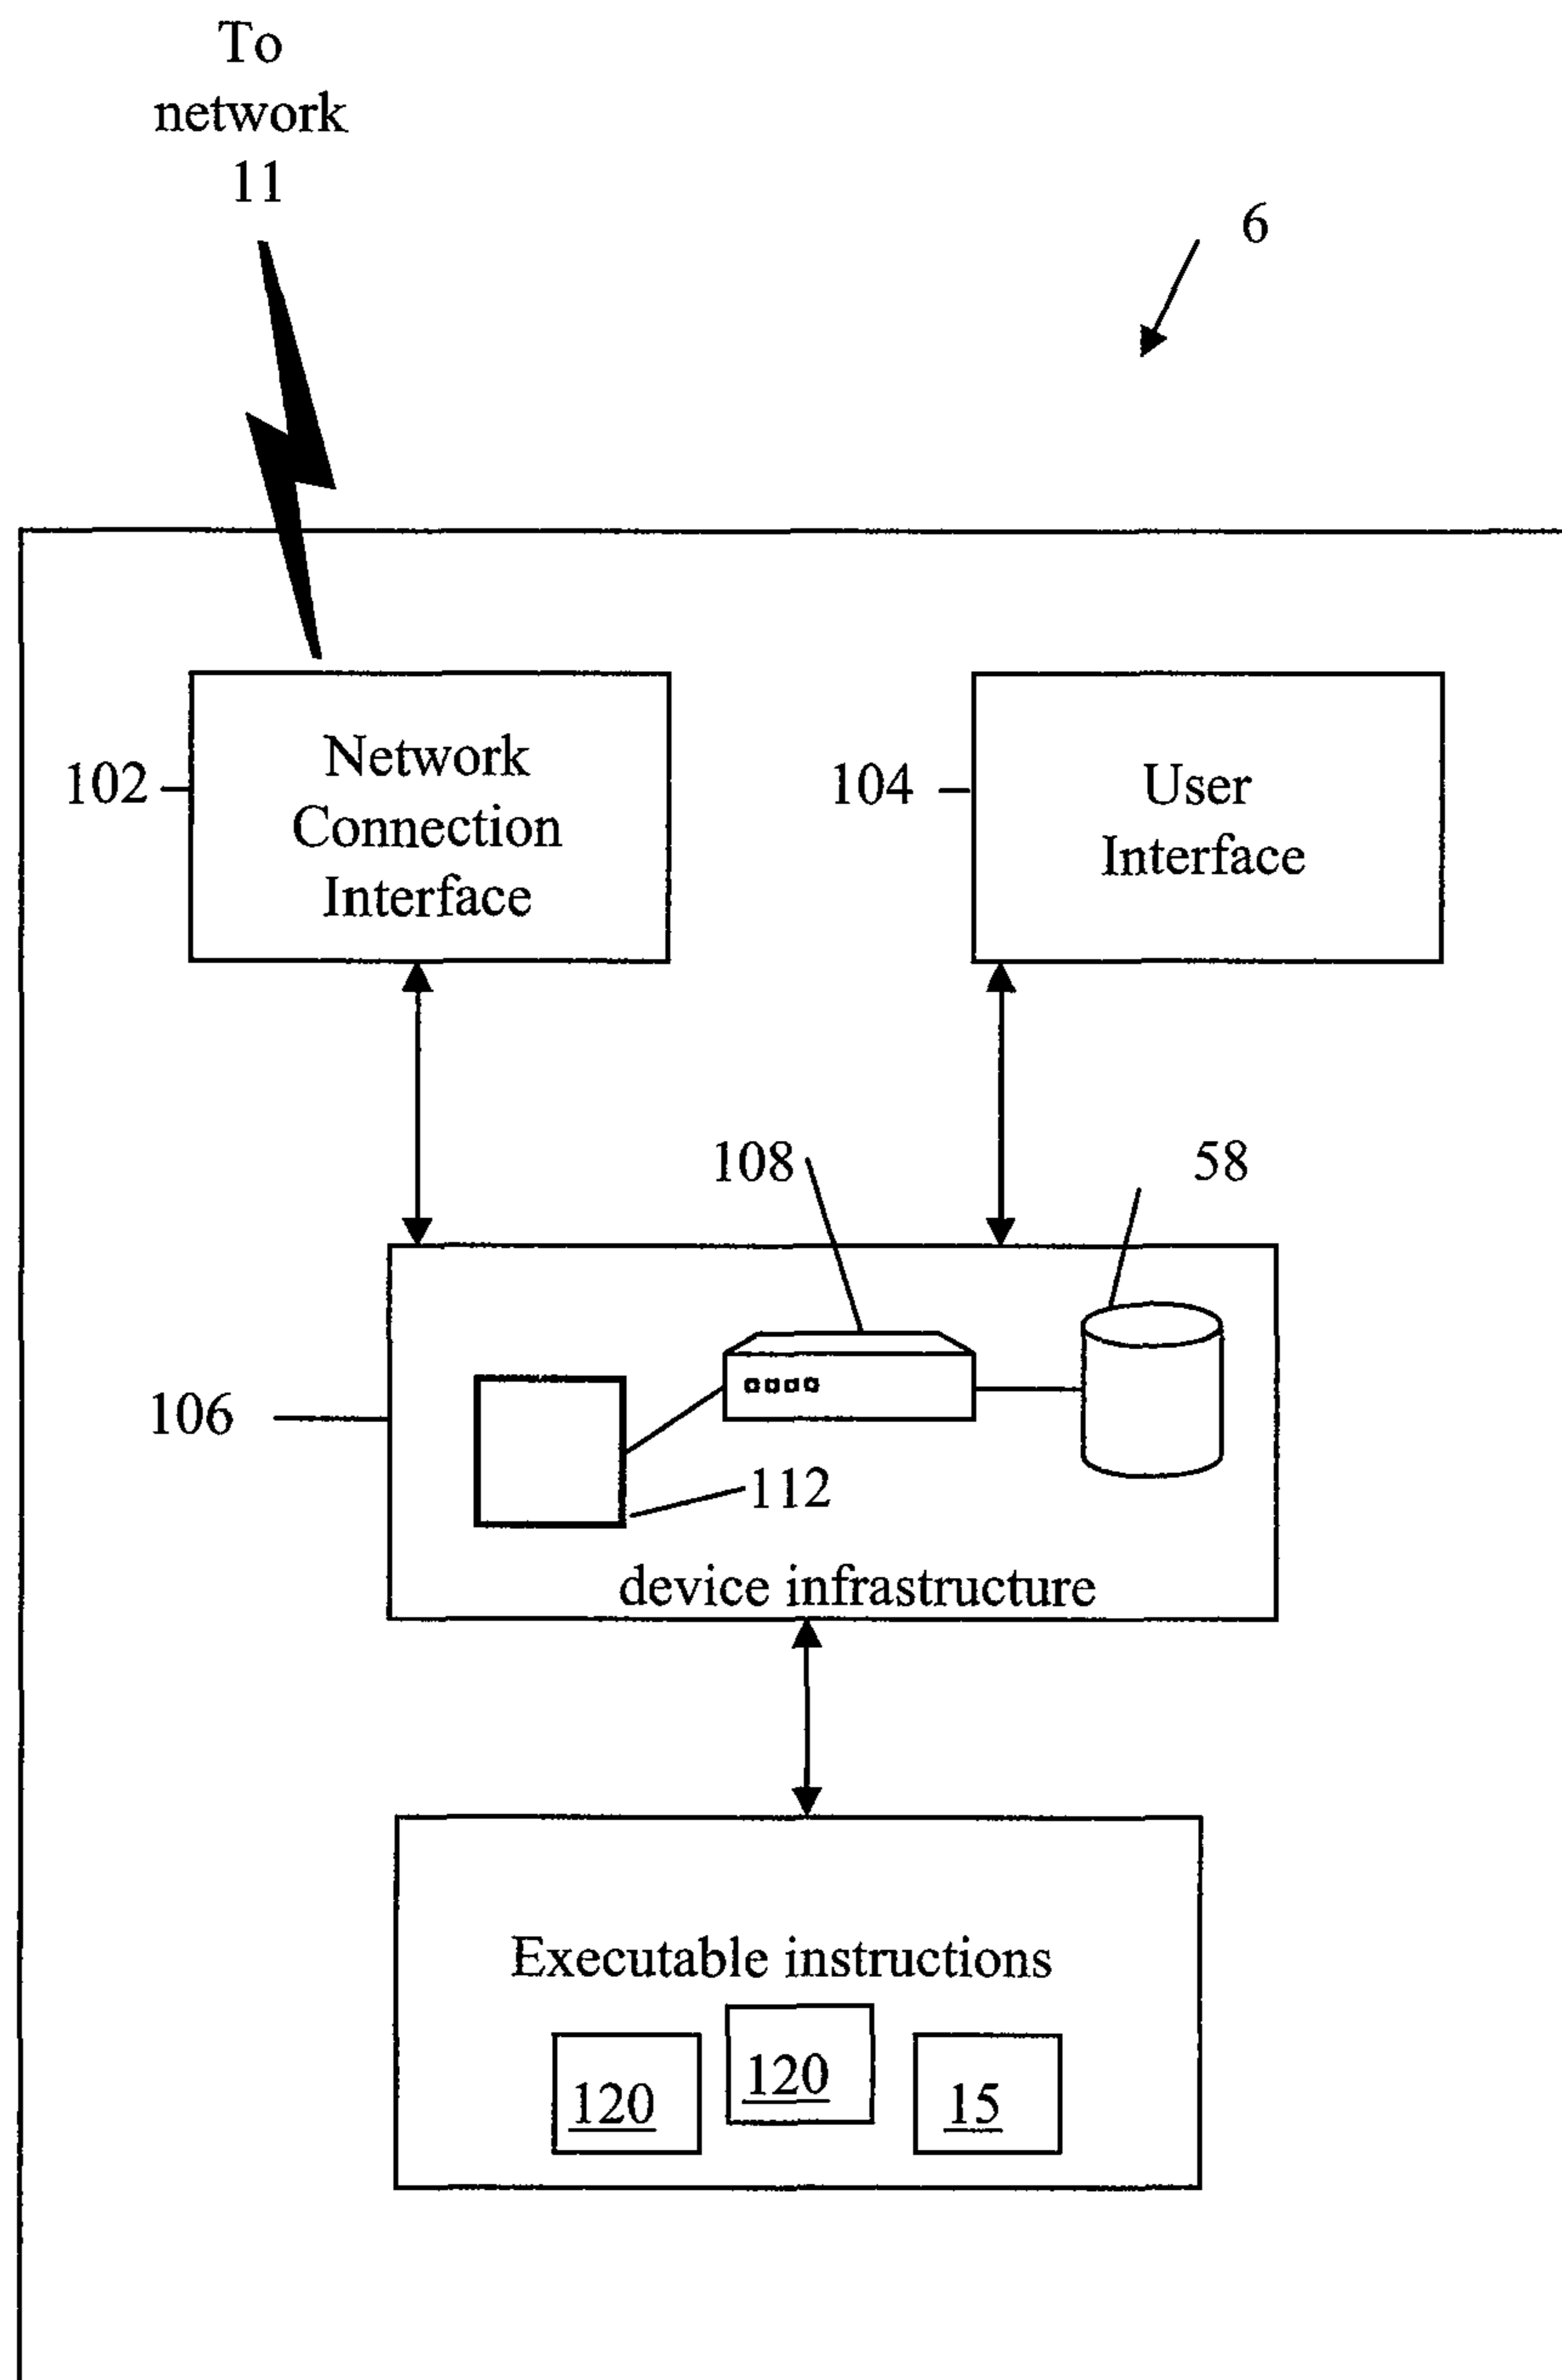 To
network
11
6
102
Network
Connection
Interface
104
User
Interface
108
58
106
112
device infrastructure
Executable instructions
120
120
15